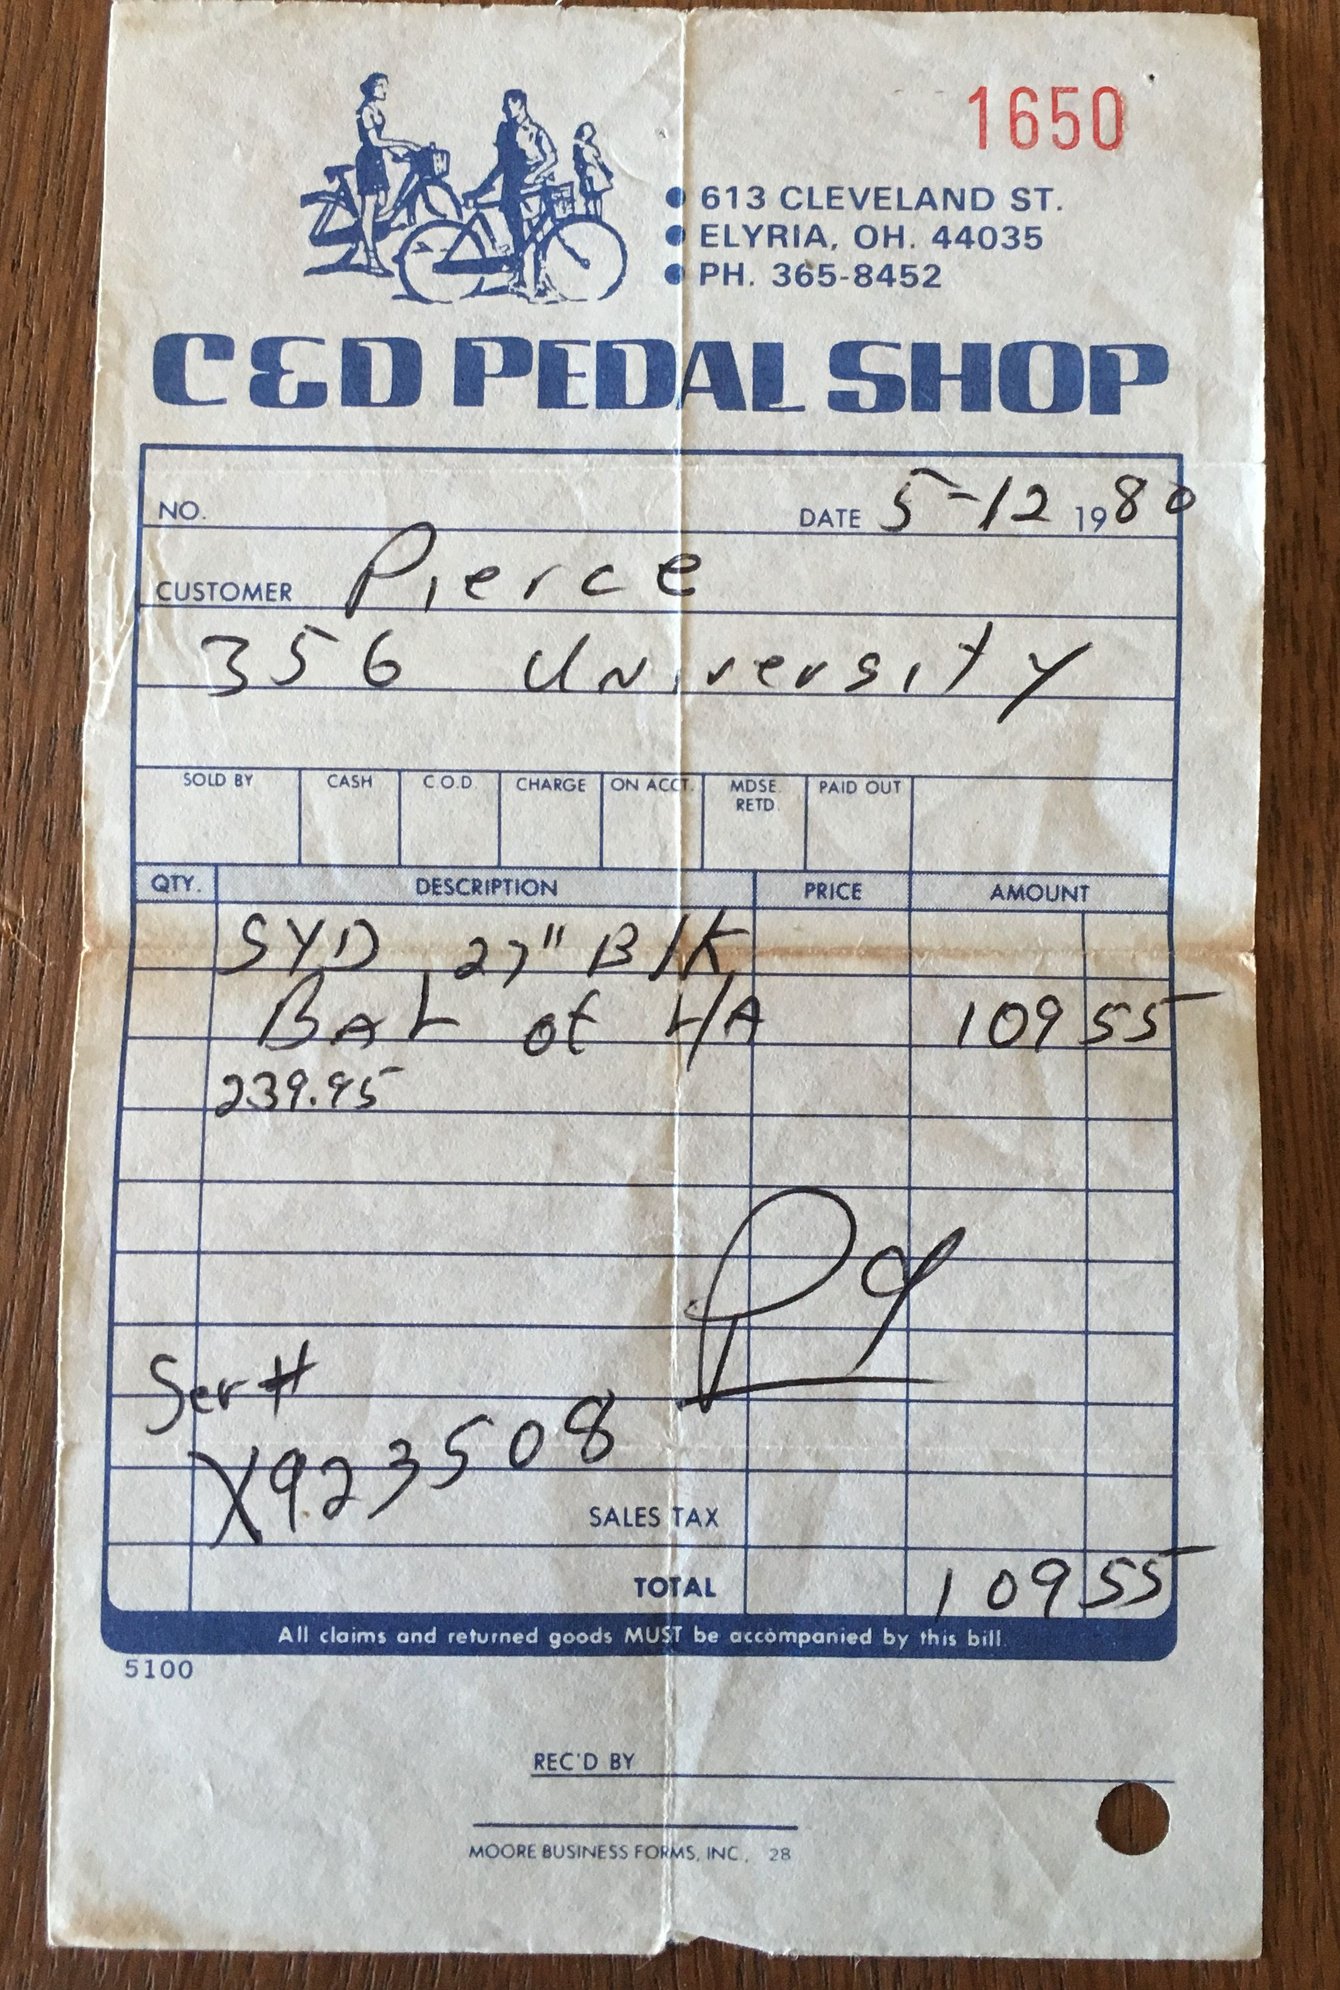 1650
613 CLEVELAND ST.
ELYRIA, OH. 44035
PH. 365-8452
C&D PEDAL SHOP
NO. DATE 5-12 1980
CUSTOMER Pierce
356 University
SOLD BY CASH C.O.D. CHARGE ON ACCT. MDSE. RETD. PAID OUT
QTY. DESCRIPTION PRICE AMOUNT
SYD 27" Blk
BAL of L/A 109 55
239.95
Pd
Ser #
X923508
SALES TAX
TOTAL 109 55
All claims and returned goods MUST be accompanied by this bill.
5100
REC'D BY
MOORE BUSINESS FORMS, INC. 28